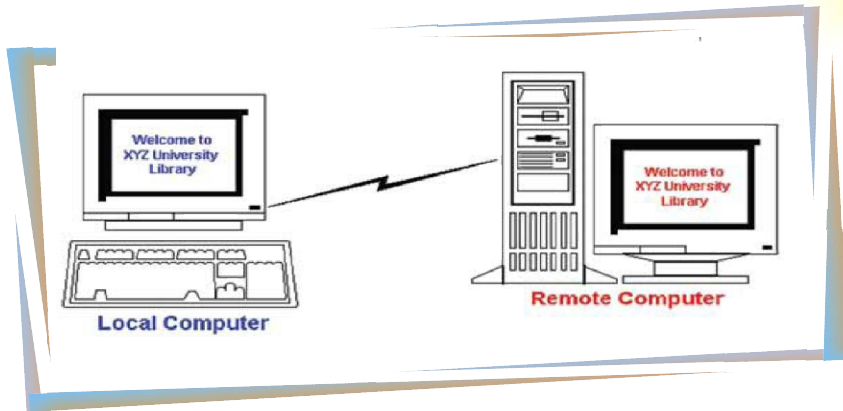 Welcome to
XYZ University
Library
Welcome to
XYZ University
Library
Local Computer
Remote Computer